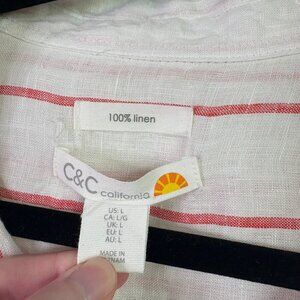 100% linen
C&C california
US: L
CA: L/G
UK: L
EU: L
AU: L
MADE IN